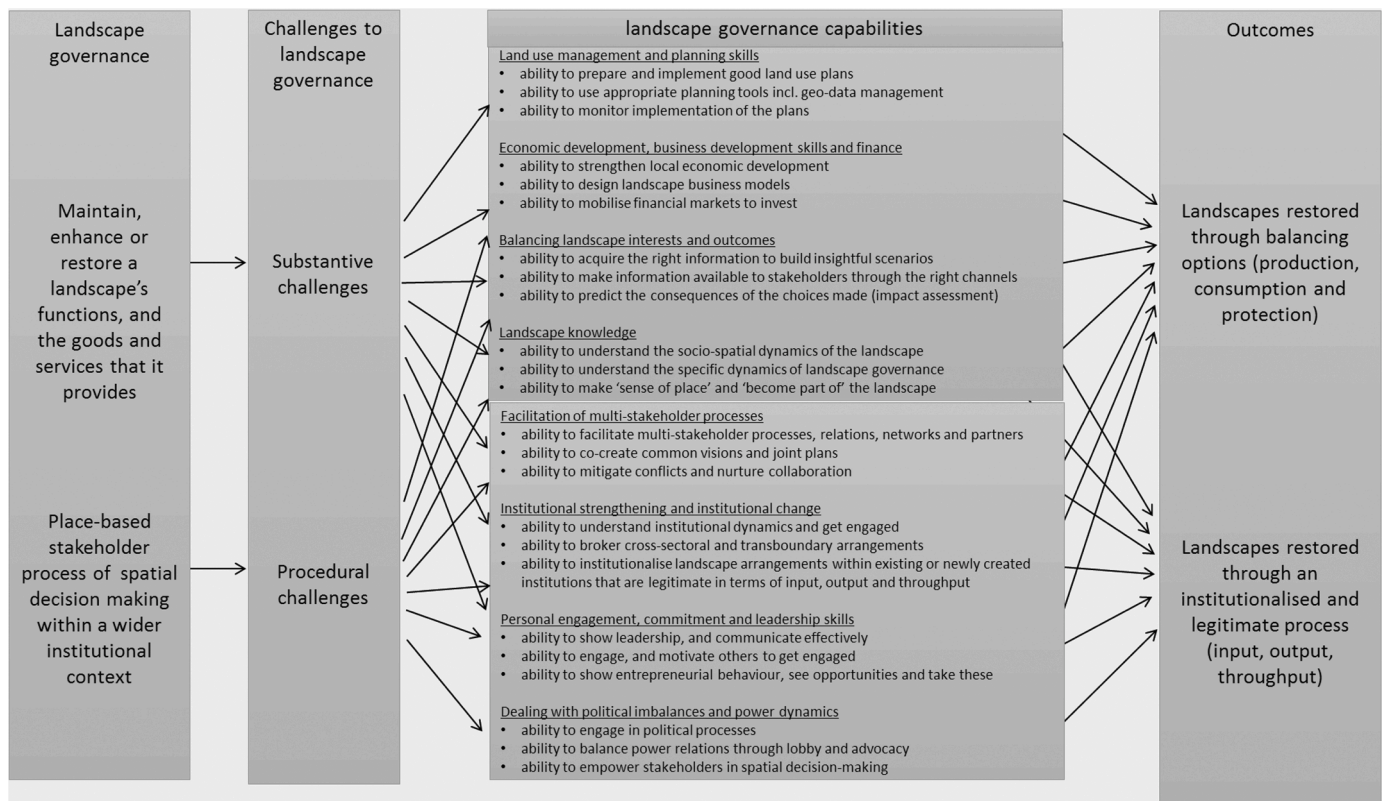 Landscape
governance
Maintain,
enhance or
restore a
landscape's
functions, and
the goods and
services that it
provides
Place-based
stakeholder
process of spatial
decision making
within a wider
institutional
context
Challenges to
landscape
governance
Substantive
challenges
Procedural
challenges
landscape governance capabilities
Land use management and planning skills
• ability to prepare and implement good land use plans
• ability to use appropriate planning tools incl. geo-data management
• ability to monitor implementation of the plans
Economic development, business development skills and finance
• ability to strengthen local economic development
• ability to design landscape business models
• ability to mobilise financial markets to invest
Balancing landscape interests and outcomes
• ability to acquire the right information to build insightful scenarios
• ability to make information available to stakeholders through the right channels
• ability to predict the consequences of the choices made (impact assessment)
Landscape knowledge
• ability to understand the socio-spatial dynamics of the landscape
• ability to understand the specific dynamics of landscape governance
• ability to make ‘sense of place’ and ‘become part of’ the landscape
Facilitation of multi-stakeholder processes
• ability to facilitate multi-stakeholder processes, relations, networks and partners
• ability to co-create common visions and joint plans
• ability to mitigate conflicts and nurture collaboration
Institutional strengthening and institutional change
• ability to understand institutional dynamics and get engaged
• ability to broker cross-sectoral and transboundary arrangements
• ability to institutionalise landscape arrangements within existing or newly created
institutions that are legitimate in terms of input, output and throughput
Personal engagement, commitment and leadership skills
• ability to show leadership, and communicate effectively
• ability to engage, and motivate others to get engaged
• ability to show entrepreneurial behaviour, see opportunities and take these
Dealing with political imbalances and power dynamics
• ability to engage in political processes
• ability to balance power relations through lobby and advocacy
• ability to empower stakeholders in spatial decision-making
Outcomes
Landscapes restored
through balancing
options (production,
consumption and
protection)
Landscapes restored
through an
institutionalised and
legitimate process
(input, output,
throughput)